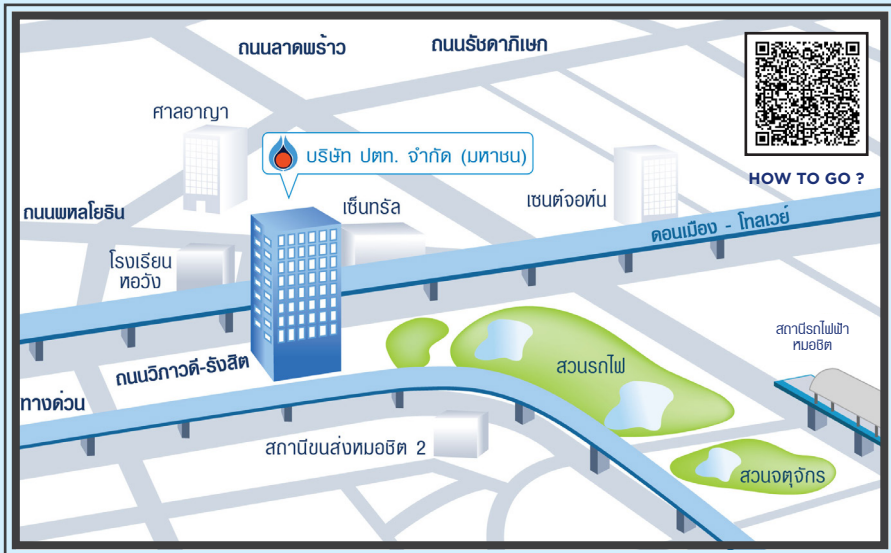 ถนนลาดพร้าว
ถนนรัชดาภิเษก
ศาลอาญา
บริษัท ปตท. จำกัด (มหาชน)
HOW TO GO ?
ถนนพหลโยธิน
เซ็นทรัล
เซนต์จอห์น
ดอนเมือง - โทลเวย์
โรงเรียน
หอวัง
สถานีรถไฟฟ้า
หมอชิต
ถนนวิภาวดี-รังสิต
สวนรถไฟ
ทางด่วน
สถานีขนส่งหมอชิต 2
สวนจตุจักร